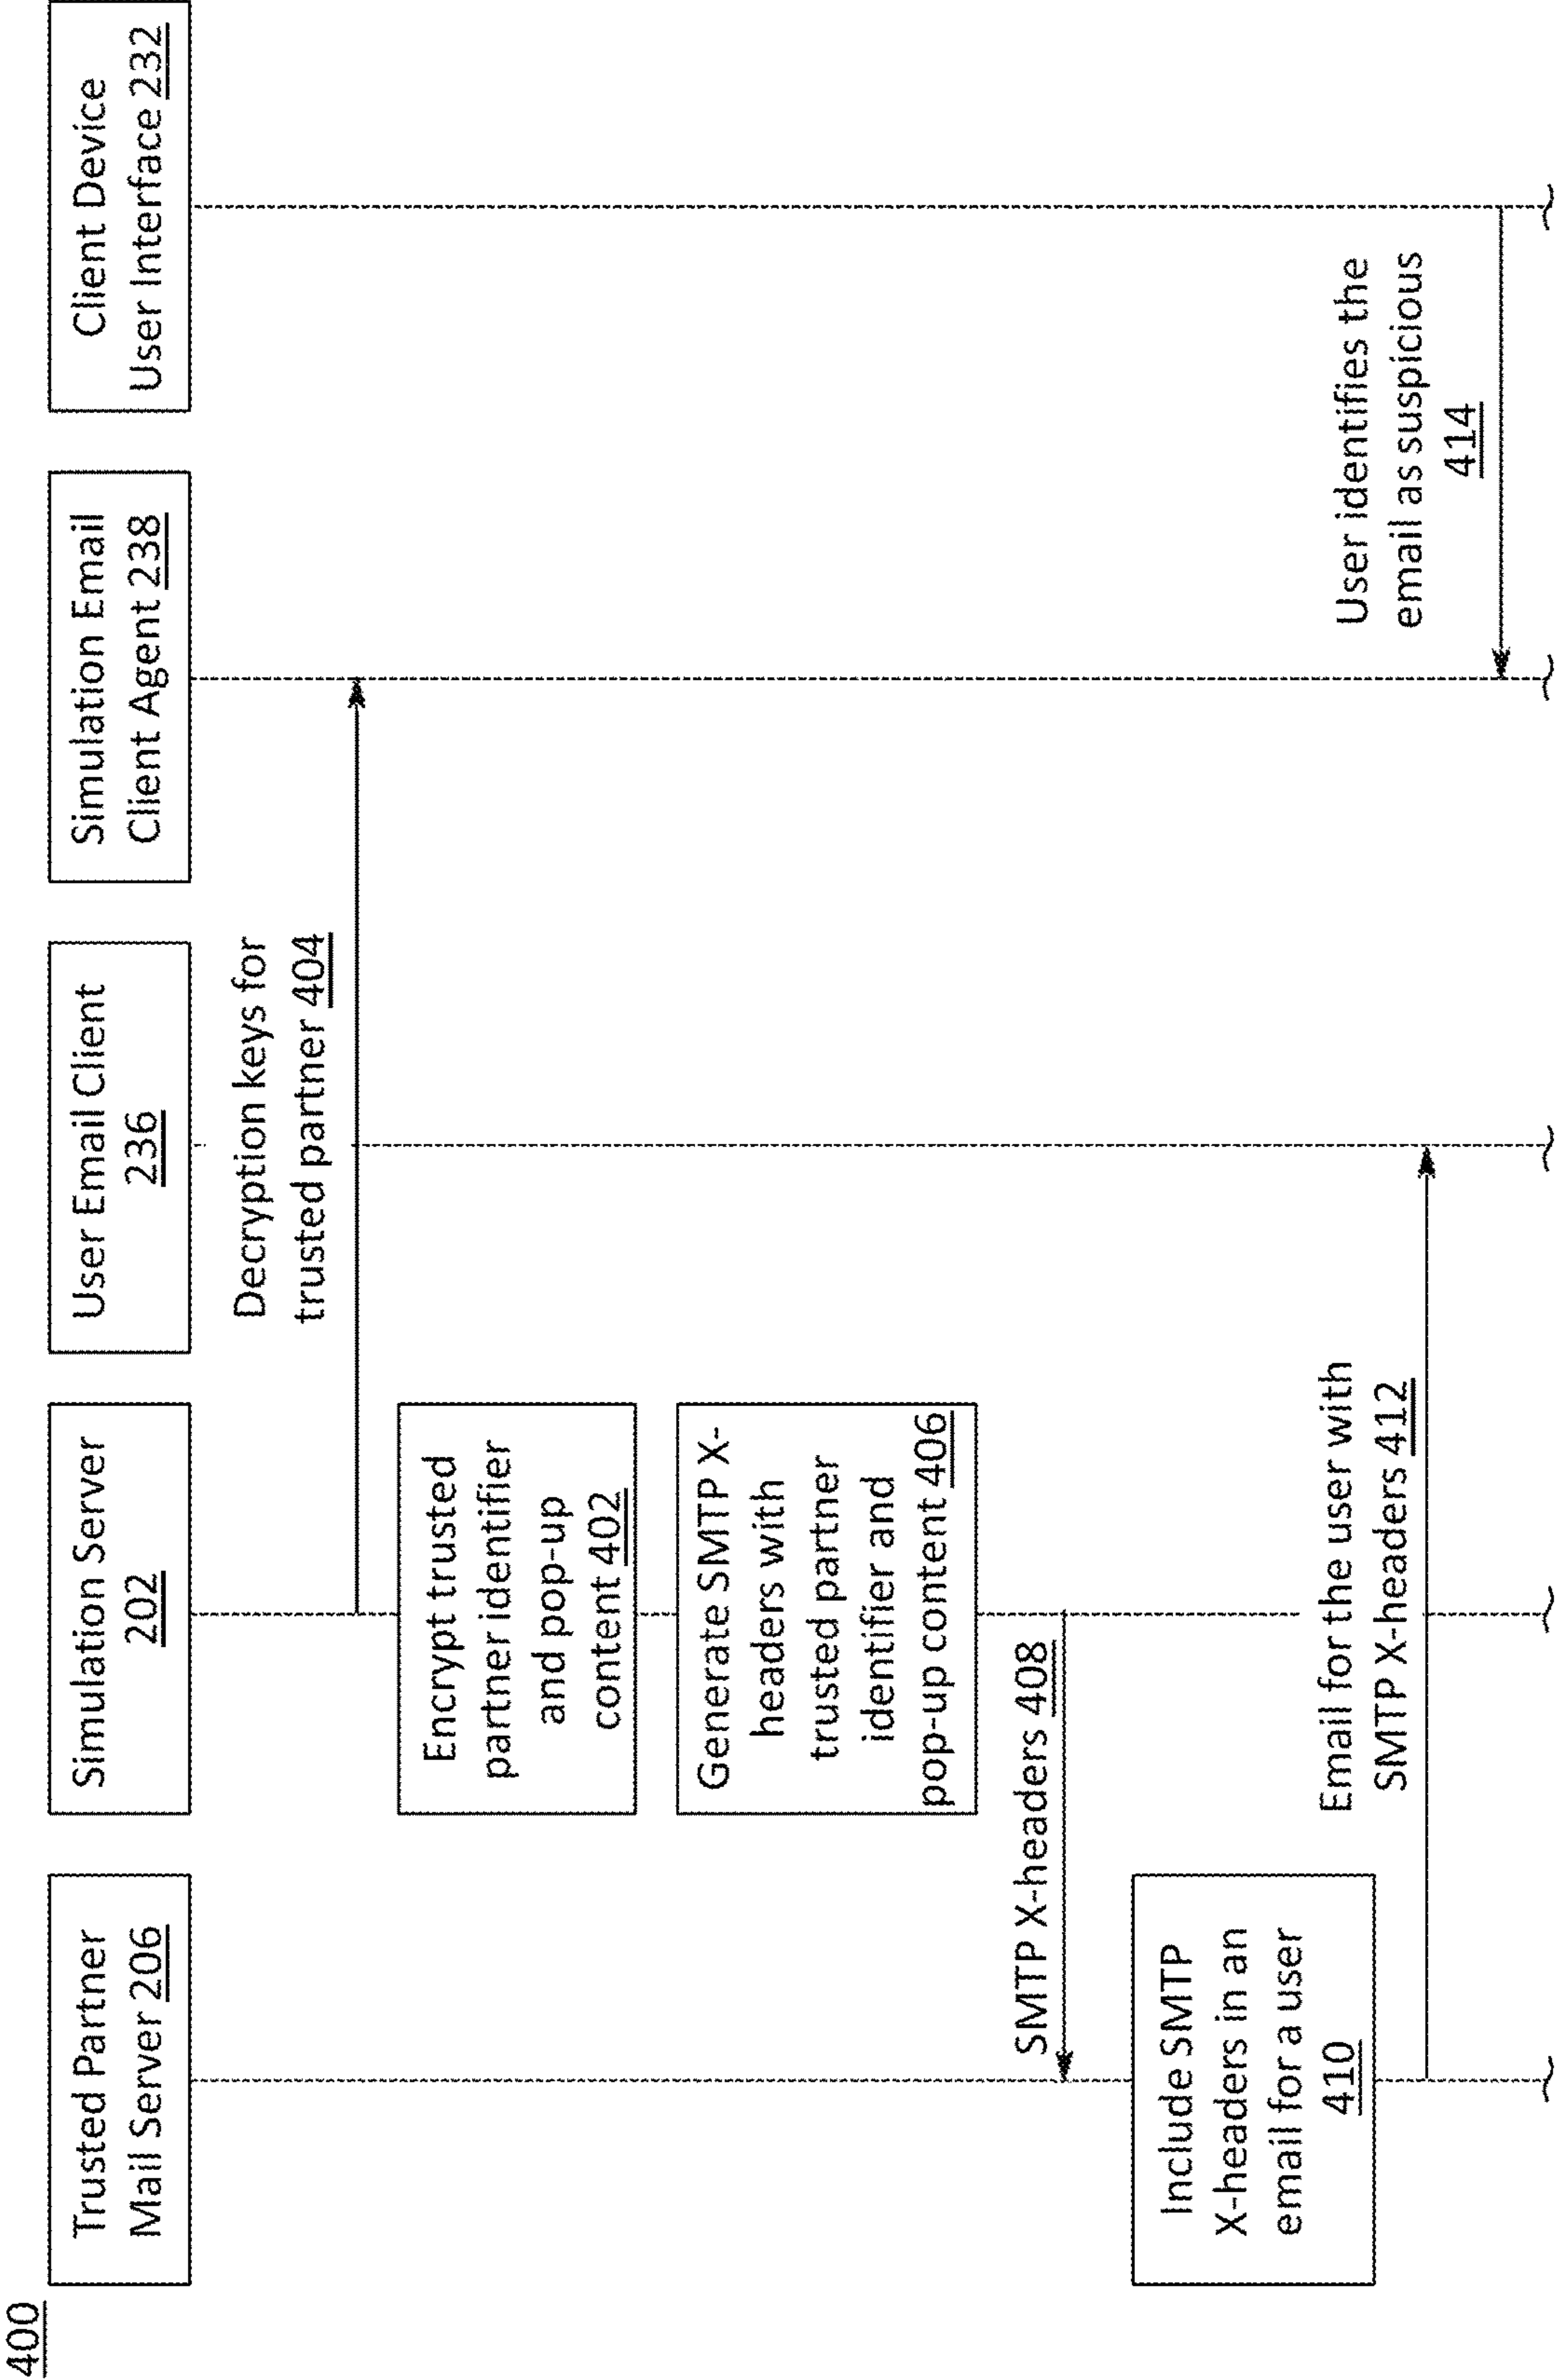 400
Trusted Partner
Mail Server 206
Simulation Server
202
User Email Client
236
Simulation Email
Client Agent 238
Client Device
User Interface 232
Decryption keys for
trusted partner 404
Encrypt trusted
partner identifier
and pop-up
content 402
Generate SMTP X-
headers with
trusted partner
identifier and
pop-up content 406
SMTP X-headers 408
Include SMTP
X-headers in an
email for a user
410
Email for the user with
SMTP X-headers 412
User identifies the
email as suspicious
414